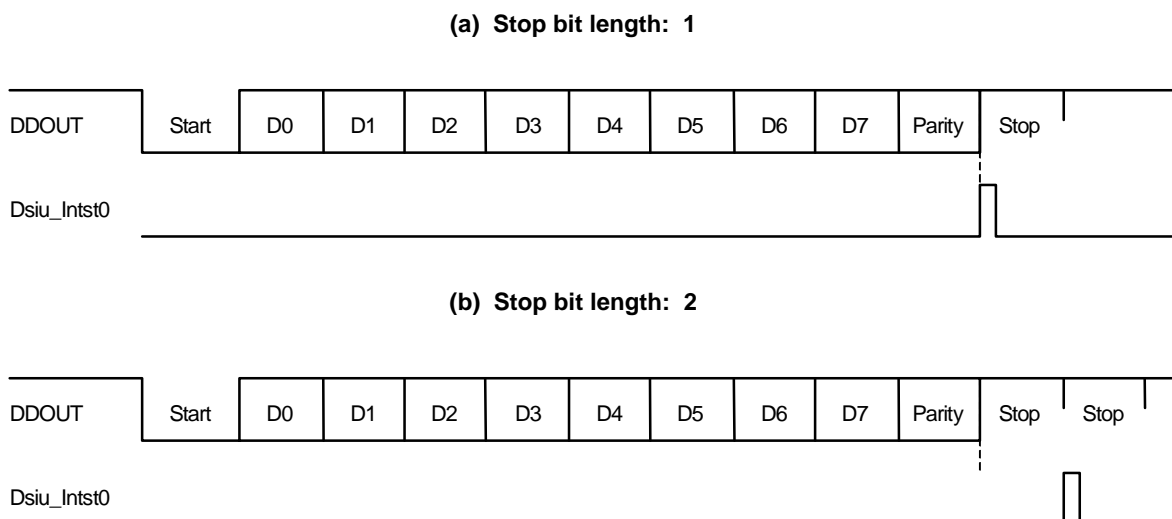 (a) Stop bit length: 1
DDOUT Start D0 D1 D2 D3 D4 D5 D6 D7 Parity Stop
Dsiu_Intst0
(b) Stop bit length: 2
DDOUT Start D0 D1 D2 D3 D4 D5 D6 D7 Parity Stop Stop
Dsiu_Intst0